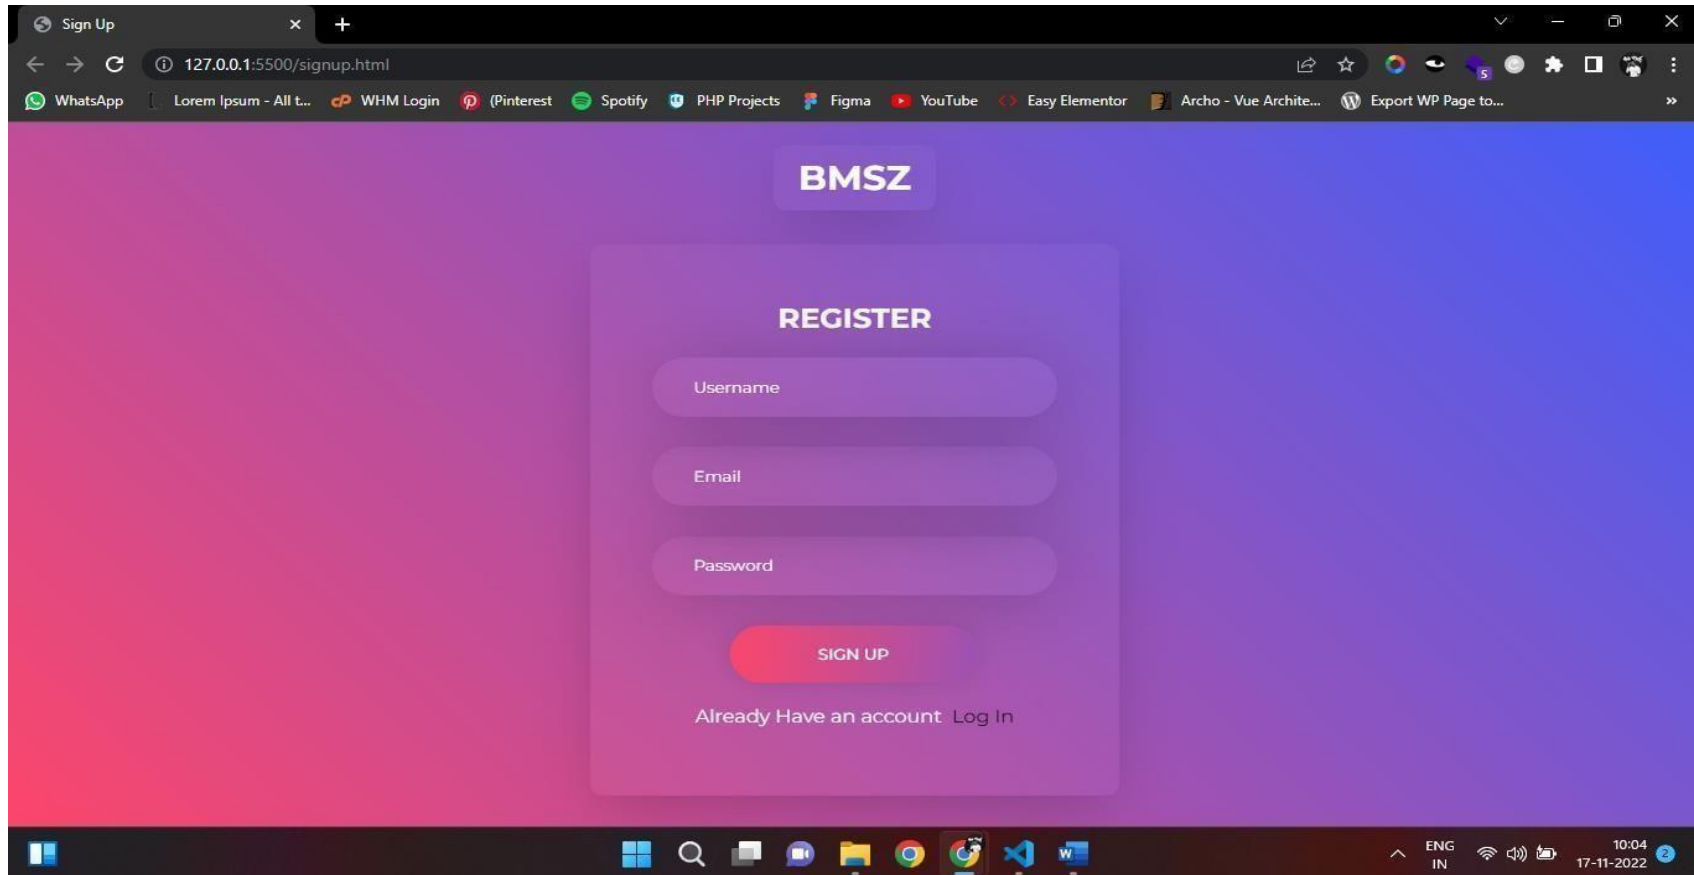 Sign Up
127.0.0.1:5500/signup.html
WhatsApp Lorem Ipsum - All t... WHM Login (Pinterest Spotify PHP Projects Figma YouTube Easy Elementor Archo - Vue Archite... Export WP Page to...
BMSZ
REGISTER
Username
Email
Password
SIGN UP
Already Have an account Log In
ENG
IN
10:04
17-11-2022
2